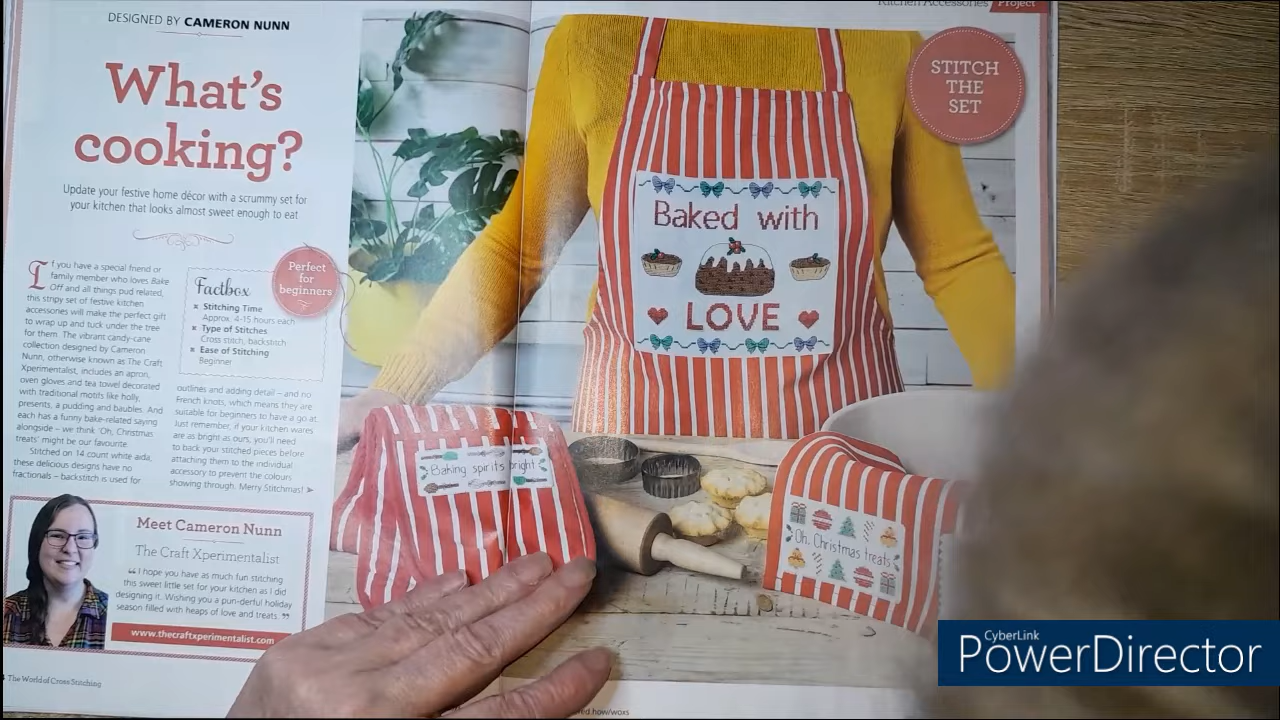 DESIGNED BY CAMERON NUNN
What's
cooking?
Update your festive home décor with a scrummy set for
your kitchen that looks almost sweet enough to eat
If you have a special friend or
family member who loves Bake
Off and all things pud related,
this stripy set of festive kitchen
accessories will make the perfect gift
to wrap up and tuck under the tree
for them. The vibrant candy-cane
collection designed by Cameron
Nunn, otherwise known as The Craft
Xperimentalist, includes an apron,
oven gloves and tea towel decorated
with traditional motifs like holly,
presents, a pudding and baubles. And
each has a funny bake-related saying
alongside – we think 'Oh, Christmas
treats' might be our favourite.
Stitched on 14 count white aida,
these delicious designs have no
fractionals – backstitch is used for
Factbox
Stitching Time
Approx. 4-15 hours each
Type of Stitches
Cross stitch, backstitch
Ease of Stitching
Beginner
Perfect
for
beginners
outlines and adding detail – and no
French knots, which means they are
suitable for beginners to have a go at.
Just remember, if your kitchen wares
are as bright as ours, you'll need
to back your stitched pieces before
attaching them to the individual
accessory to prevent the colours
showing through. Merry Stitchmas!
Meet Cameron Nunn
The Craft Xperimentalist
"I hope you have as much fun stitching
this sweet little set for your kitchen as I did
designing it. Wishing you a pun-derful holiday
season filled with heaps of love and treats."
www.thecraftxperimentalist.com
The World of Cross Stitching
Kitchen Accessories Project
STITCH
THE
SET
Baked with
LOVE
Baking spirits bright
Oh, Christmas treats
CyberLink
PowerDirector